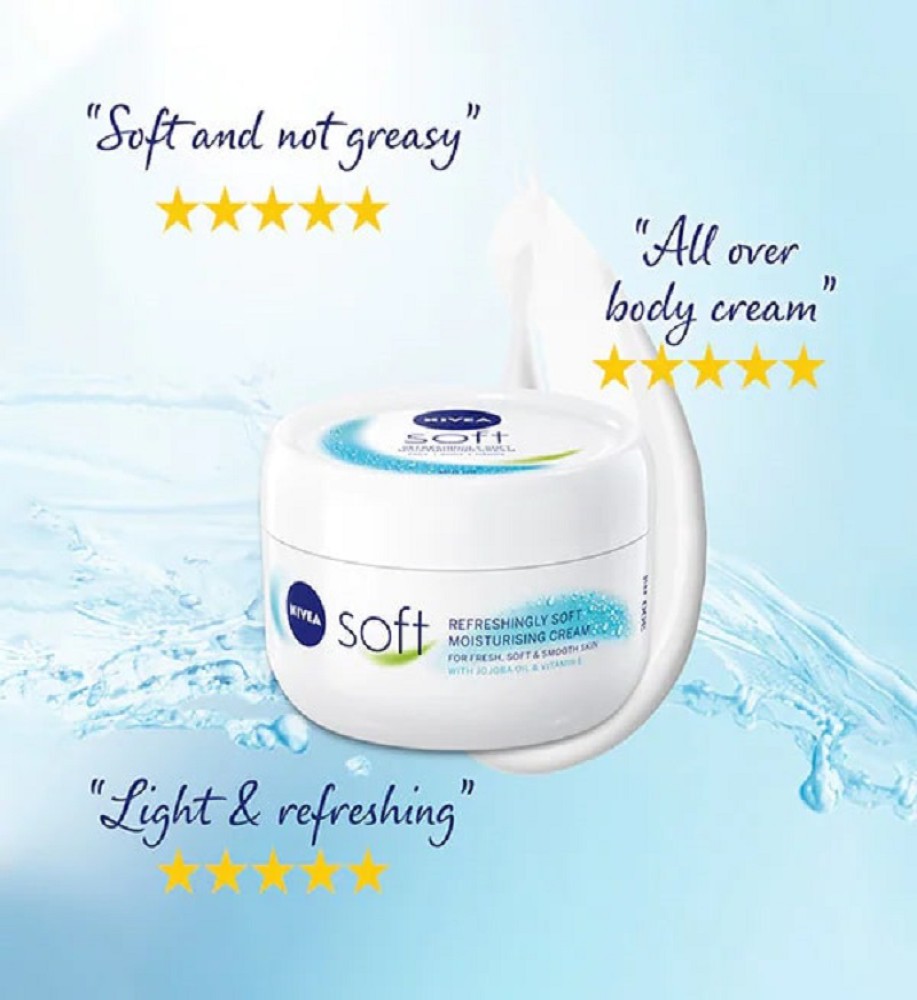 "Soft and not greasy"
"All over
body cream"
NIVEA
soft
NIVEA
soft
REFRESHINGLY SOFT
MOISTURISING CREAM
FOR FRESH, SOFT & SMOOTH SKIN
WITH JOJOBA OIL & VITAMIN E
"Light & refreshing"